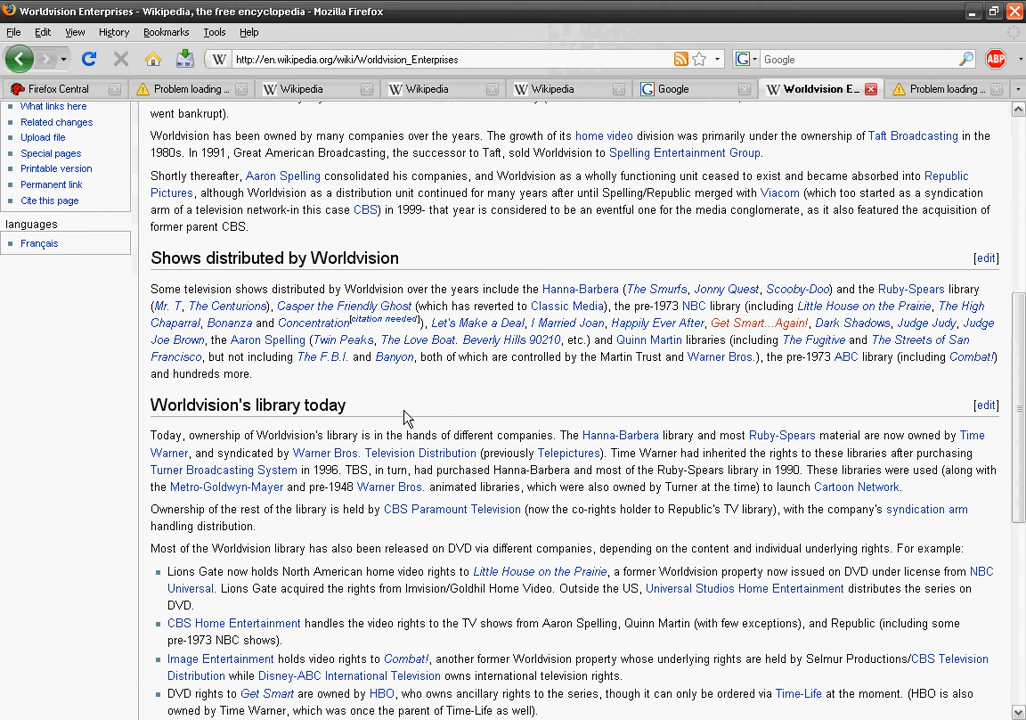 Worldvision Enterprises - Wikipedia, the free encyclopedia - Mozilla Firefox
File Edit View History Bookmarks Tools Help
W http://en.wikipedia.org/wiki/Worldvision_Enterprises G Google ABP
Firefox Central Problem loading ... W Wikipedia W Wikipedia W Wikipedia G Google W Worldvision E... Problem loading ...
What links here
Related changes
Upload file
Special pages
Printable version
Permanent link
Cite this page
languages
Français
went bankrupt).
Worldvision has been owned by many companies over the years. The growth of its home video division was primarily under the ownership of Taft Broadcasting in the
1980s. In 1991, Great American Broadcasting, the successor to Taft, sold Worldvision to Spelling Entertainment Group.
Shortly thereafter, Aaron Spelling consolidated his companies, and Worldvision as a wholly functioning unit ceased to exist and became absorbed into Republic
Pictures, although Worldvision as a distribution unit continued for many years after until Spelling/Republic merged with Viacom (which too started as a syndication
arm of a television network-in this case CBS) in 1999- that year is considered to be an eventful one for the media conglomerate, as it also featured the acquisition of
former parent CBS.
Shows distributed by Worldvision [edit]
Some television shows distributed by Worldvision over the years include the Hanna-Barbera (The Smurfs, Jonny Quest, Scooby-Doo) and the Ruby-Spears library
(Mr. T, The Centurions), Casper the Friendly Ghost (which has reverted to Classic Media), the pre-1973 NBC library (including Little House on the Prairie, The High
Chaparral, Bonanza and Concentration[citation needed]), Let's Make a Deal, I Married Joan, Happily Ever After, Get Smart...Again!, Dark Shadows, Judge Judy, Judge
Joe Brown, the Aaron Spelling (Twin Peaks, The Love Boat. Beverly Hills 90210, etc.) and Quinn Martin libraries (including The Fugitive and The Streets of San
Francisco, but not including The F.B.I. and Banyon, both of which are controlled by the Martin Trust and Warner Bros.), the pre-1973 ABC library (including Combat!)
and hundreds more.
Worldvision's library today [edit]
Today, ownership of Worldvision's library is in the hands of different companies. The Hanna-Barbera library and most Ruby-Spears material are now owned by Time
Warner, and syndicated by Warner Bros. Television Distribution (previously Telepictures). Time Warner had inherited the rights to these libraries after purchasing
Turner Broadcasting System in 1996. TBS, in turn, had purchased Hanna-Barbera and most of the Ruby-Spears library in 1990. These libraries were used (along with
the Metro-Goldwyn-Mayer and pre-1948 Warner Bros. animated libraries, which were also owned by Turner at the time) to launch Cartoon Network.
Ownership of the rest of the library is held by CBS Paramount Television (now the co-rights holder to Republic's TV library), with the company's syndication arm
handling distribution.
Most of the Worldvision library has also been released on DVD via different companies, depending on the content and individual underlying rights. For example:
Lions Gate now holds North American home video rights to Little House on the Prairie, a former Worldvision property now issued on DVD under license from NBC
Universal. Lions Gate acquired the rights from Imvision/Goldhil Home Video. Outside the US, Universal Studios Home Entertainment distributes the series on
DVD.
CBS Home Entertainment handles the video rights to the TV shows from Aaron Spelling, Quinn Martin (with few exceptions), and Republic (including some
pre-1973 NBC shows).
Image Entertainment holds video rights to Combat!, another former Worldvision property whose underlying rights are held by Selmur Productions/CBS Television
Distribution while Disney-ABC International Television owns international television rights.
DVD rights to Get Smart are owned by HBO, who owns ancillary rights to the series, though it can only be ordered via Time-Life at the moment. (HBO is also
owned by Time Warner, which was once the parent of Time-Life as well).